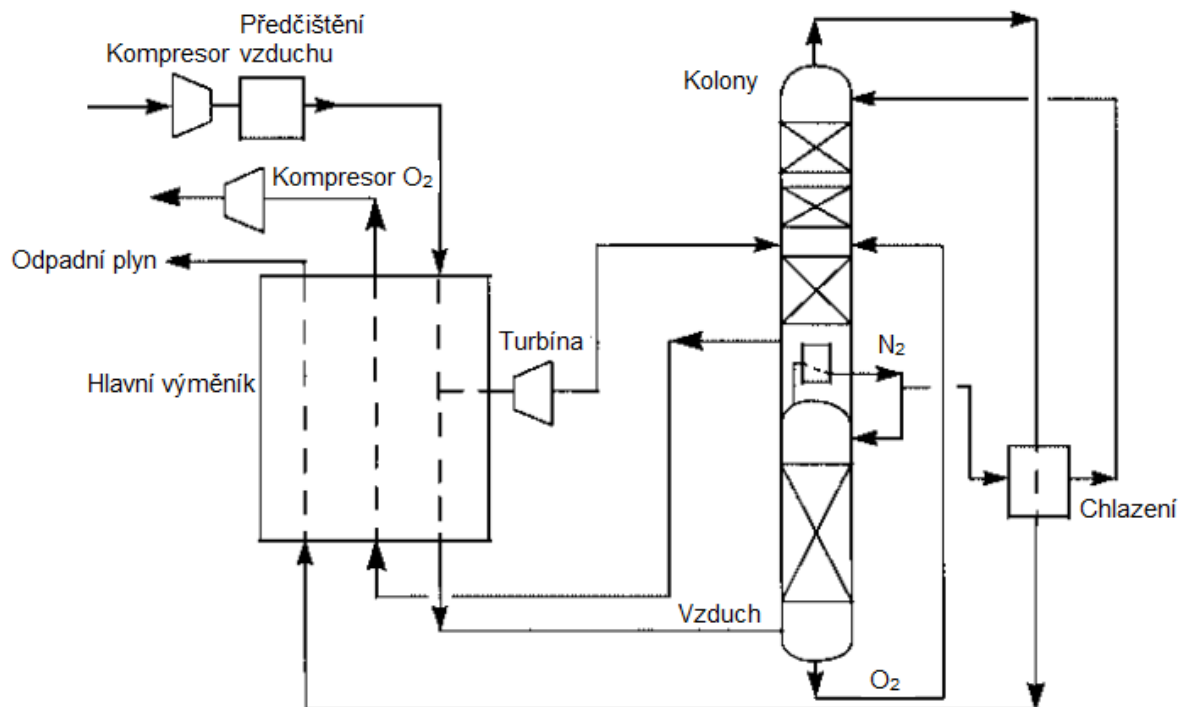 Předčištění
Kompresor vzduchu
Kolony
Kompresor O₂
Odpadní plyn
Turbína
N₂
Hlavní výměník
Chlazení
Vzduch
O₂